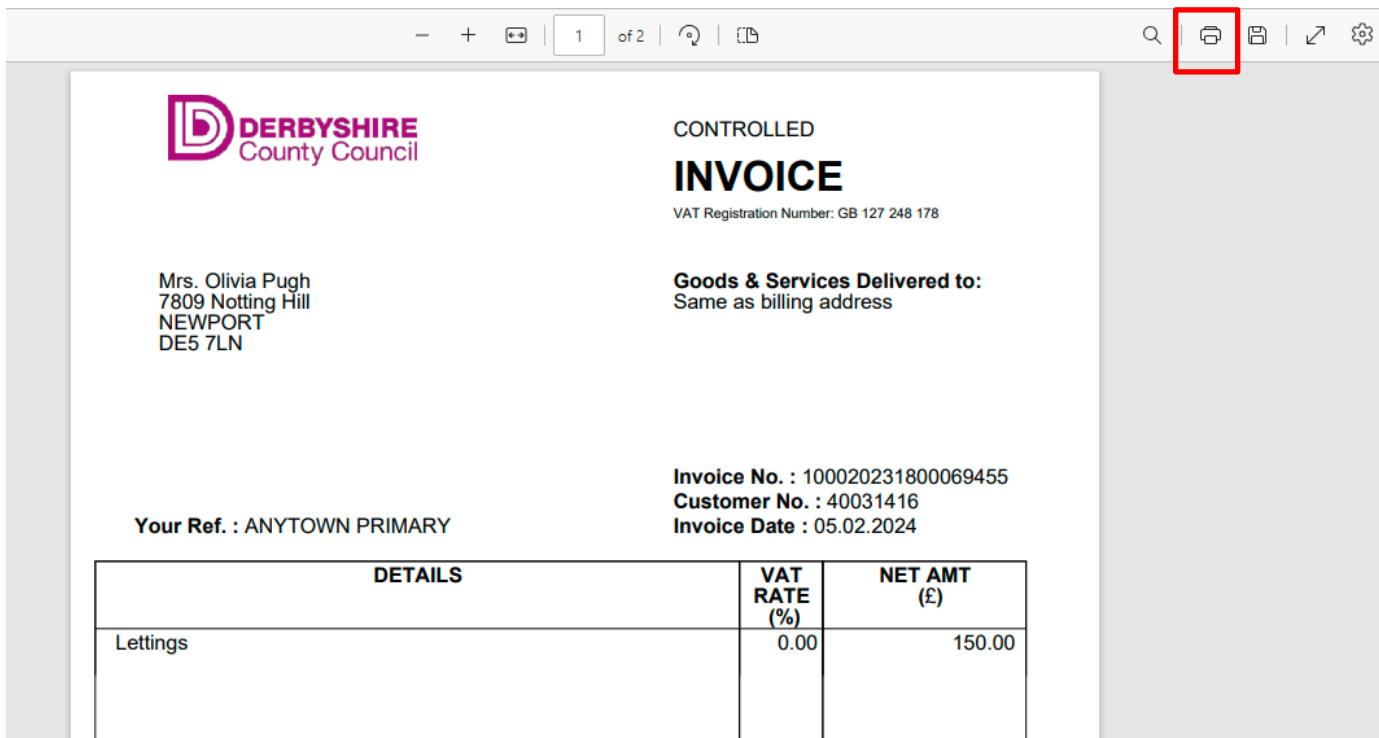 1 of 2
DERBYSHIRE
County Council
CONTROLLED
INVOICE
VAT Registration Number: GB 127 248 178
Mrs. Olivia Pugh
7809 Notting Hill
NEWPORT
DE5 7LN
Goods & Services Delivered to:
Same as billing address
Invoice No. : 100020231800069455
Customer No. : 40031416
Your Ref. : ANYTOWN PRIMARY
Invoice Date : 05.02.2024
DETAILS
VAT
RATE
(%)
NET AMT
(£)
Lettings 0.00 150.00